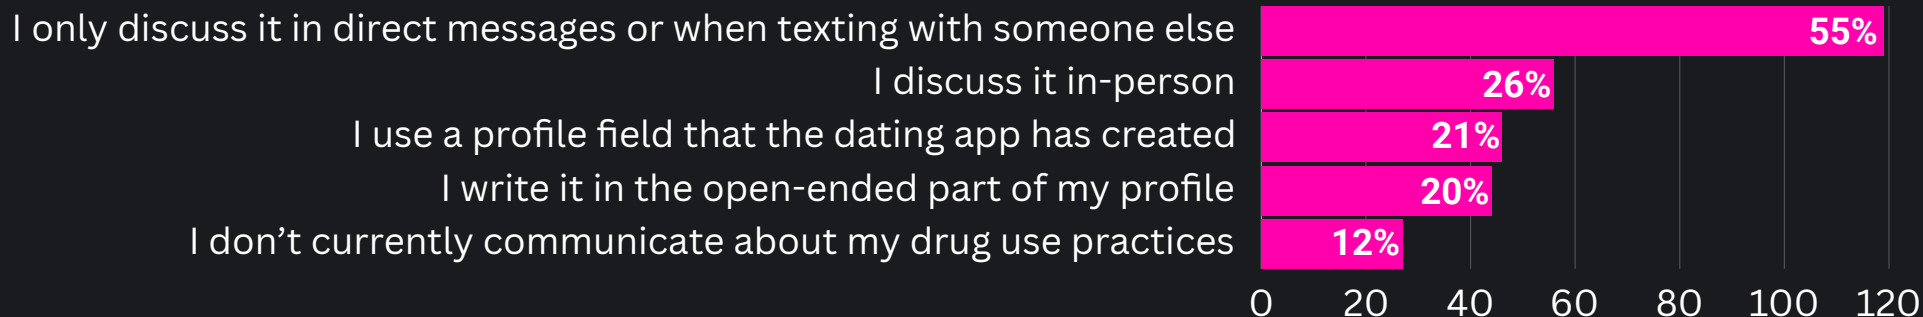 I only discuss it in direct messages or when texting with someone else 55%
I discuss it in-person 26%
I use a profile field that the dating app has created 21%
I write it in the open-ended part of my profile 20%
I don’t currently communicate about my drug use practices 12%
0 20 40 60 80 100 120